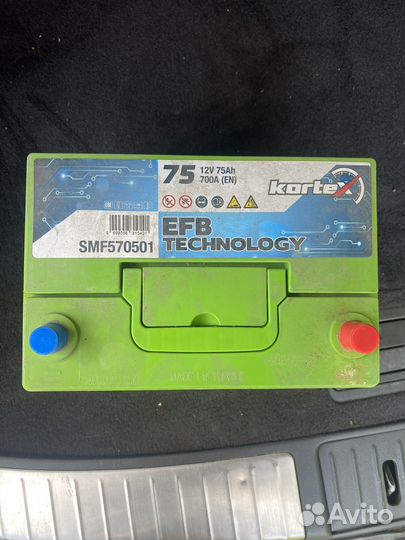 75 12V 75Ah
700A (EN)
kortex
SMF570501
EFB
TECHNOLOGY
Avito